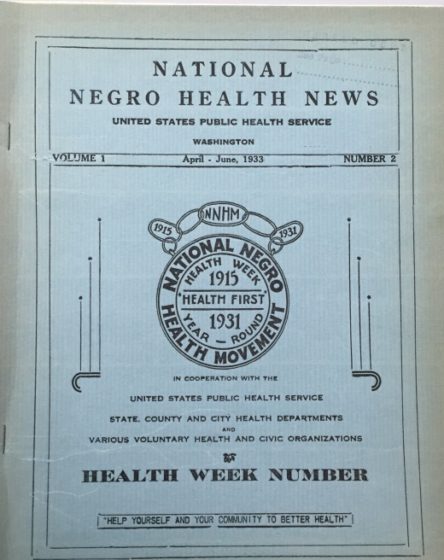 NATIONAL
NEGRO HEALTH NEWS
UNITED STATES PUBLIC HEALTH SERVICE
WASHINGTON
VOLUME 1 April - June, 1933 NUMBER 2
NNHM
1915 1931
NATIONAL NEGRO
HEALTH WEEK
1915
"HEALTH FIRST"
1931
YEAR - ROUND
HEALTH MOVEMENT
IN COOPERATION WITH THE
UNITED STATES PUBLIC HEALTH SERVICE
STATE, COUNTY AND CITY HEALTH DEPARTMENTS
AND
VARIOUS VOLUNTARY HEALTH AND CIVIC ORGANIZATIONS
HEALTH WEEK NUMBER
"HELP YOURSELF AND YOUR COMMUNITY TO BETTER HEALTH"